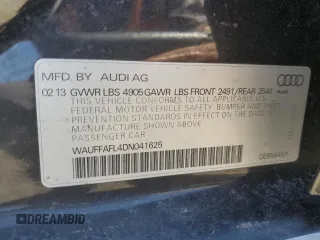 MFD. BY AUDI AG
02.13 GVWR LBS 4905 GAWR LBS FRONT 2491/REAR 2546
THIS VEHICLE CONFORMS TO ALL APPLICABLE
FEDERAL MOTOR VEHICLE SAFETY, BUMPER AND THEFT
PREVENTION STANDARDS IN EFFECT ON THE DATE OF
MANUFACTURE SHOWN ABOVE
PASSENGER CAR
WAUFFAFL4DN041625
GERMANY
Audi
AUTOBIDMID